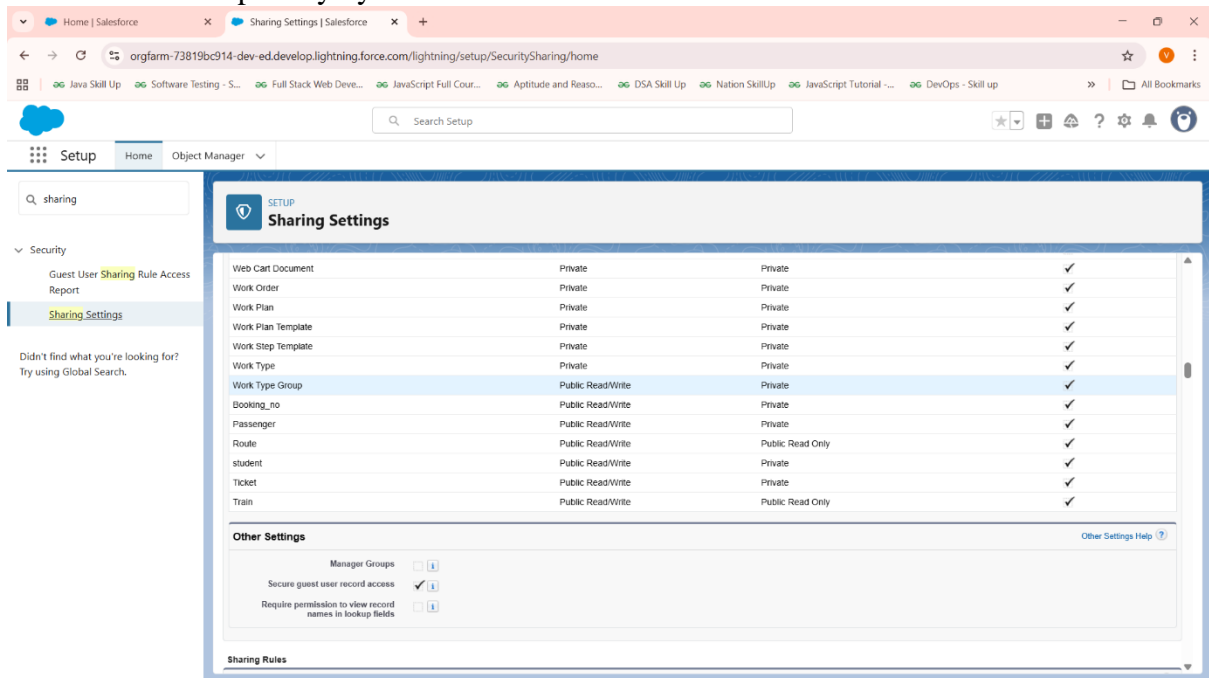 Home | Salesforce
Sharing Settings | Salesforce
orgfarm-73819bc914-dev-ed.develop.lightning.force.com/lightning/setup/SecuritySharing/home
V
Java Skill Up Software Testing - S... Full Stack Web Deve... JavaScript Full Cour... Aptitude and Reaso... DSA Skill Up Nation SkillUp JavaScript Tutorial -... DevOps - Skill up » All Bookmarks
Search Setup
Setup Home Object Manager
sharing
SETUP
Sharing Settings
Security
Guest User Sharing Rule Access
Report
Sharing Settings
Didn't find what you're looking for?
Try using Global Search.
Web Cart Document Private Private
Work Order Private Private
Work Plan Private Private
Work Plan Template Private Private
Work Step Template Private Private
Work Type Private Private
Work Type Group Public Read/Write Private
Booking_no Public Read/Write Private
Passenger Public Read/Write Private
Route Public Read/Write Public Read Only
student Public Read/Write Private
Ticket Public Read/Write Private
Train Public Read/Write Public Read Only
Other Settings Other Settings Help ?
Manager Groups i
Secure guest user record access i
Require permission to view record i
names in lookup fields
Sharing Rules